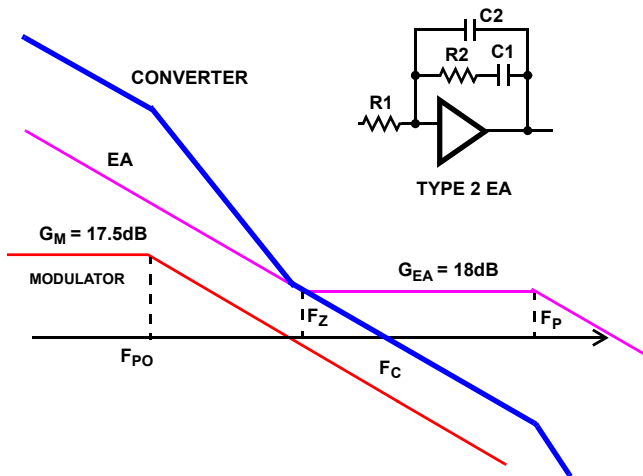 C2
R2
C1
R1
CONVERTER
TYPE 2 EA
EA
G_M = 17.5dB
G_EA = 18dB
MODULATOR
F_Z
F_P
F_PO
F_C